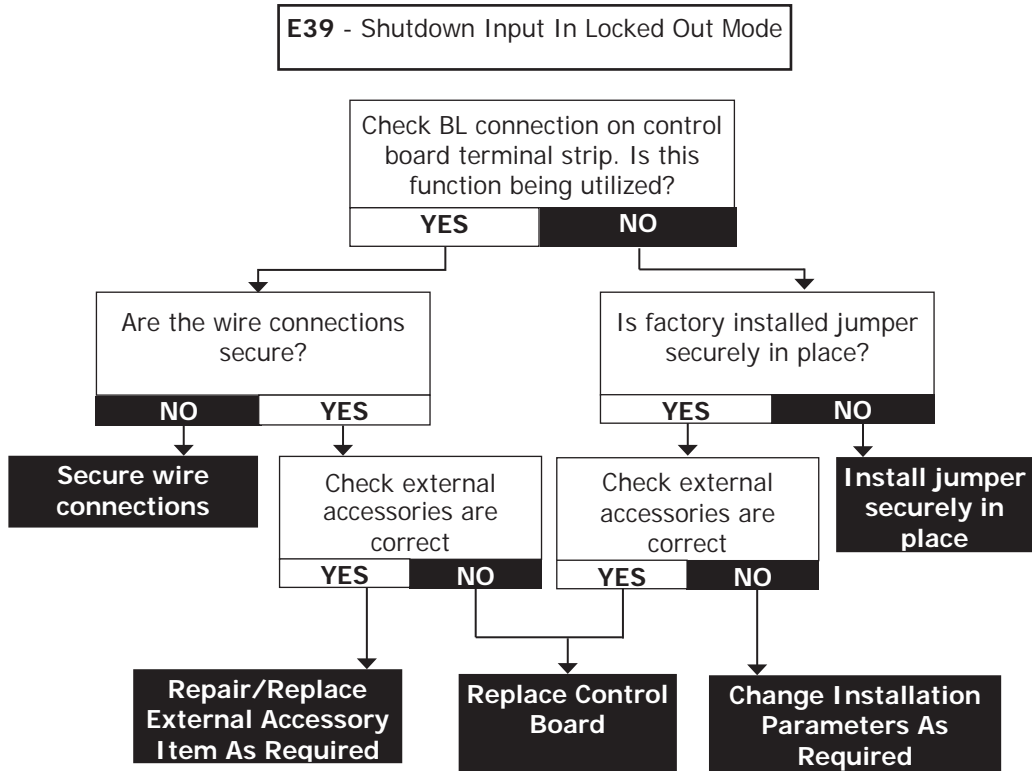 E39 - Shutdown Input In Locked Out Mode
Check BL connection on control
board terminal strip. Is this
function being utilized?
YES
NO
Are the wire connections
secure?
NO
YES
Is factory installed jumper
securely in place?
YES
NO
Secure wire
connections
Check external
accessories are
correct
YES
NO
Check external
accessories are
correct
YES
NO
Install jumper
securely in
place
Repair/Replace
External Accessory
Item As Required
Replace Control
Board
Change Installation
Parameters As
Required